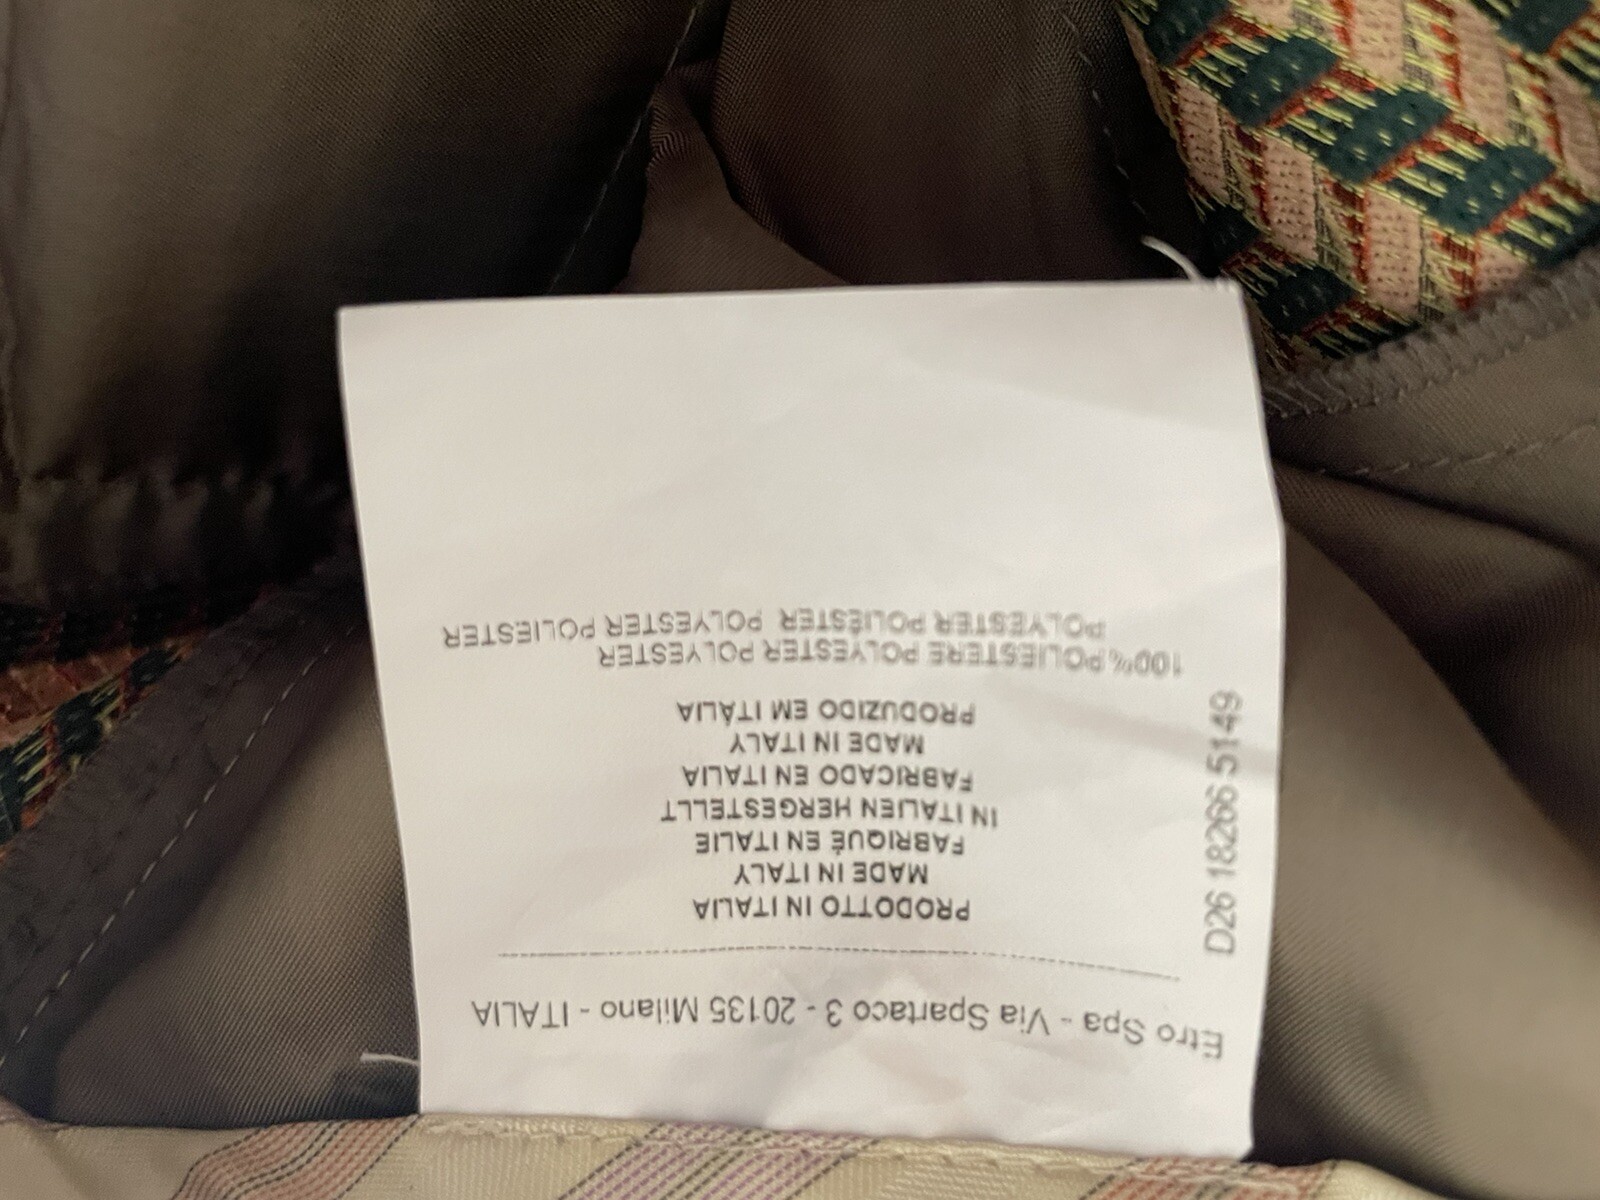 Etro Spa - Via Spartaco 3 - 20135 Milano - ITALIA
PRODOTTO IN ITALIA
MADE IN ITALY
FABRIQUÉ EN ITALIE
IN ITALIEN HERGESTELLT
FABRICADO EN ITALIA
MADE IN ITALY
PRODUZIDO EM ITÁLIA
100%POLIESTERE POLYESTER POLYESTER
POLYESTER POLIÉSTER POLYESTER POLIESTER
D26 18266 5149